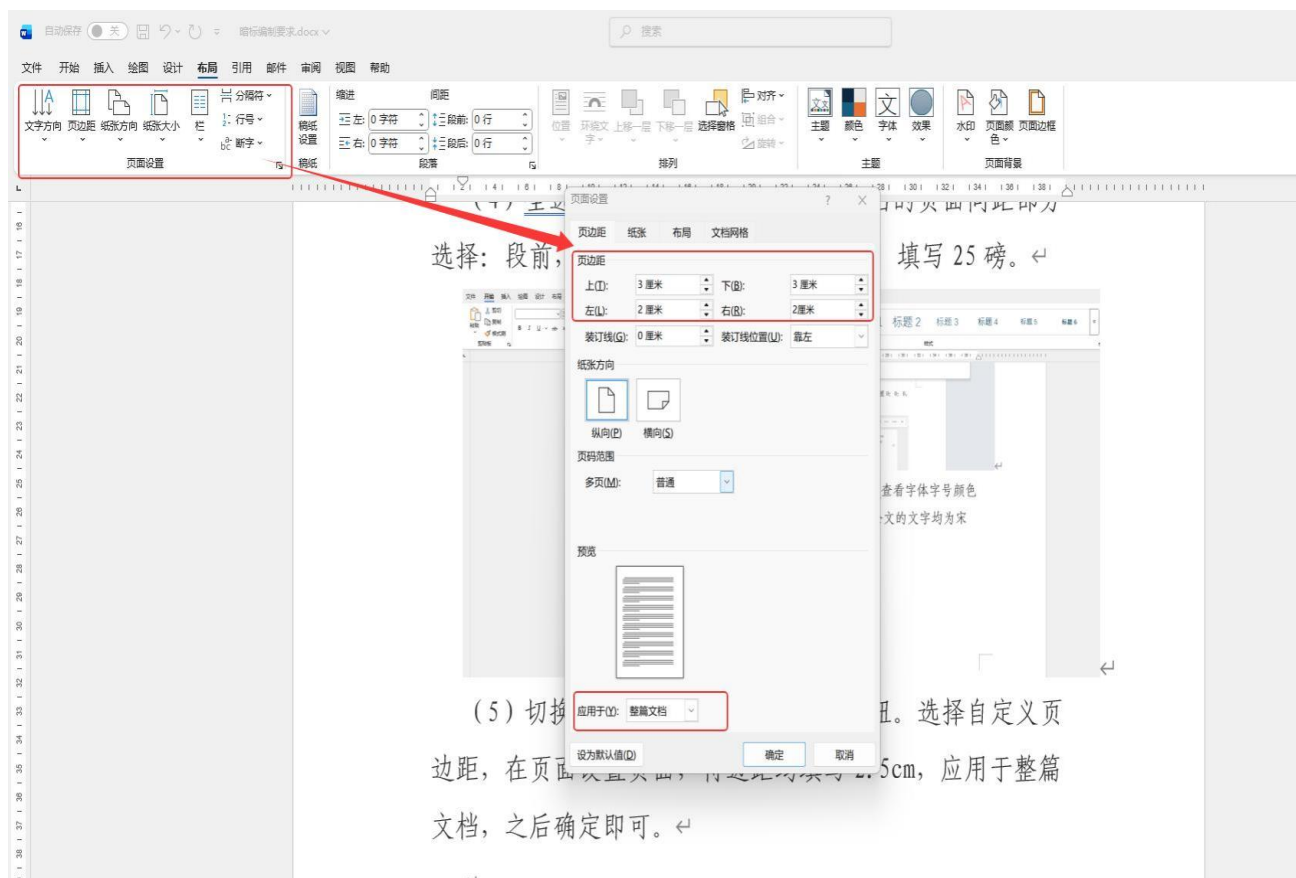 自动保存 关 暗标编制要求.docx
搜索
文件 开始 插入 绘图 设计 布局 引用 邮件 审阅 视图 帮助
文字方向 页边距 纸张方向 纸张大小 栏
分隔符
行号
断字
页面设置
稿纸
设置
稿纸
缩进 间距
左: 0 字符 段前: 0 行
右: 0 字符 段后: 0 行
段落
位置 环绕文字 上移一层 下移一层 选择窗格
对齐
组合
旋转
排列
主题 颜色 字体 效果
主题
水印 页面颜色 页面边框
页面背景
页面设置 ? ×
选择：段前， 填写 25 磅。
页边距 纸张 布局 文档网格
页边距
上(T): 3 厘米 下(B): 3 厘米
左(L): 2 厘米 右(R): 2厘米
装订线(G): 0 厘米 装订线位置(U): 靠左
纸张方向
纵向(P) 横向(S)
页码范围
多页(M): 普通
预览
标题 2 标题 3 标题 4 标题 5 标题 6
查看字体字号颜色
文的文字均为宋
应用于(Y): 整篇文档
设为默认值(D) 确定 取消
（5）切换 。选择自定义页
边距，在页面 5cm，应用于整篇
文档，之后确定即可。